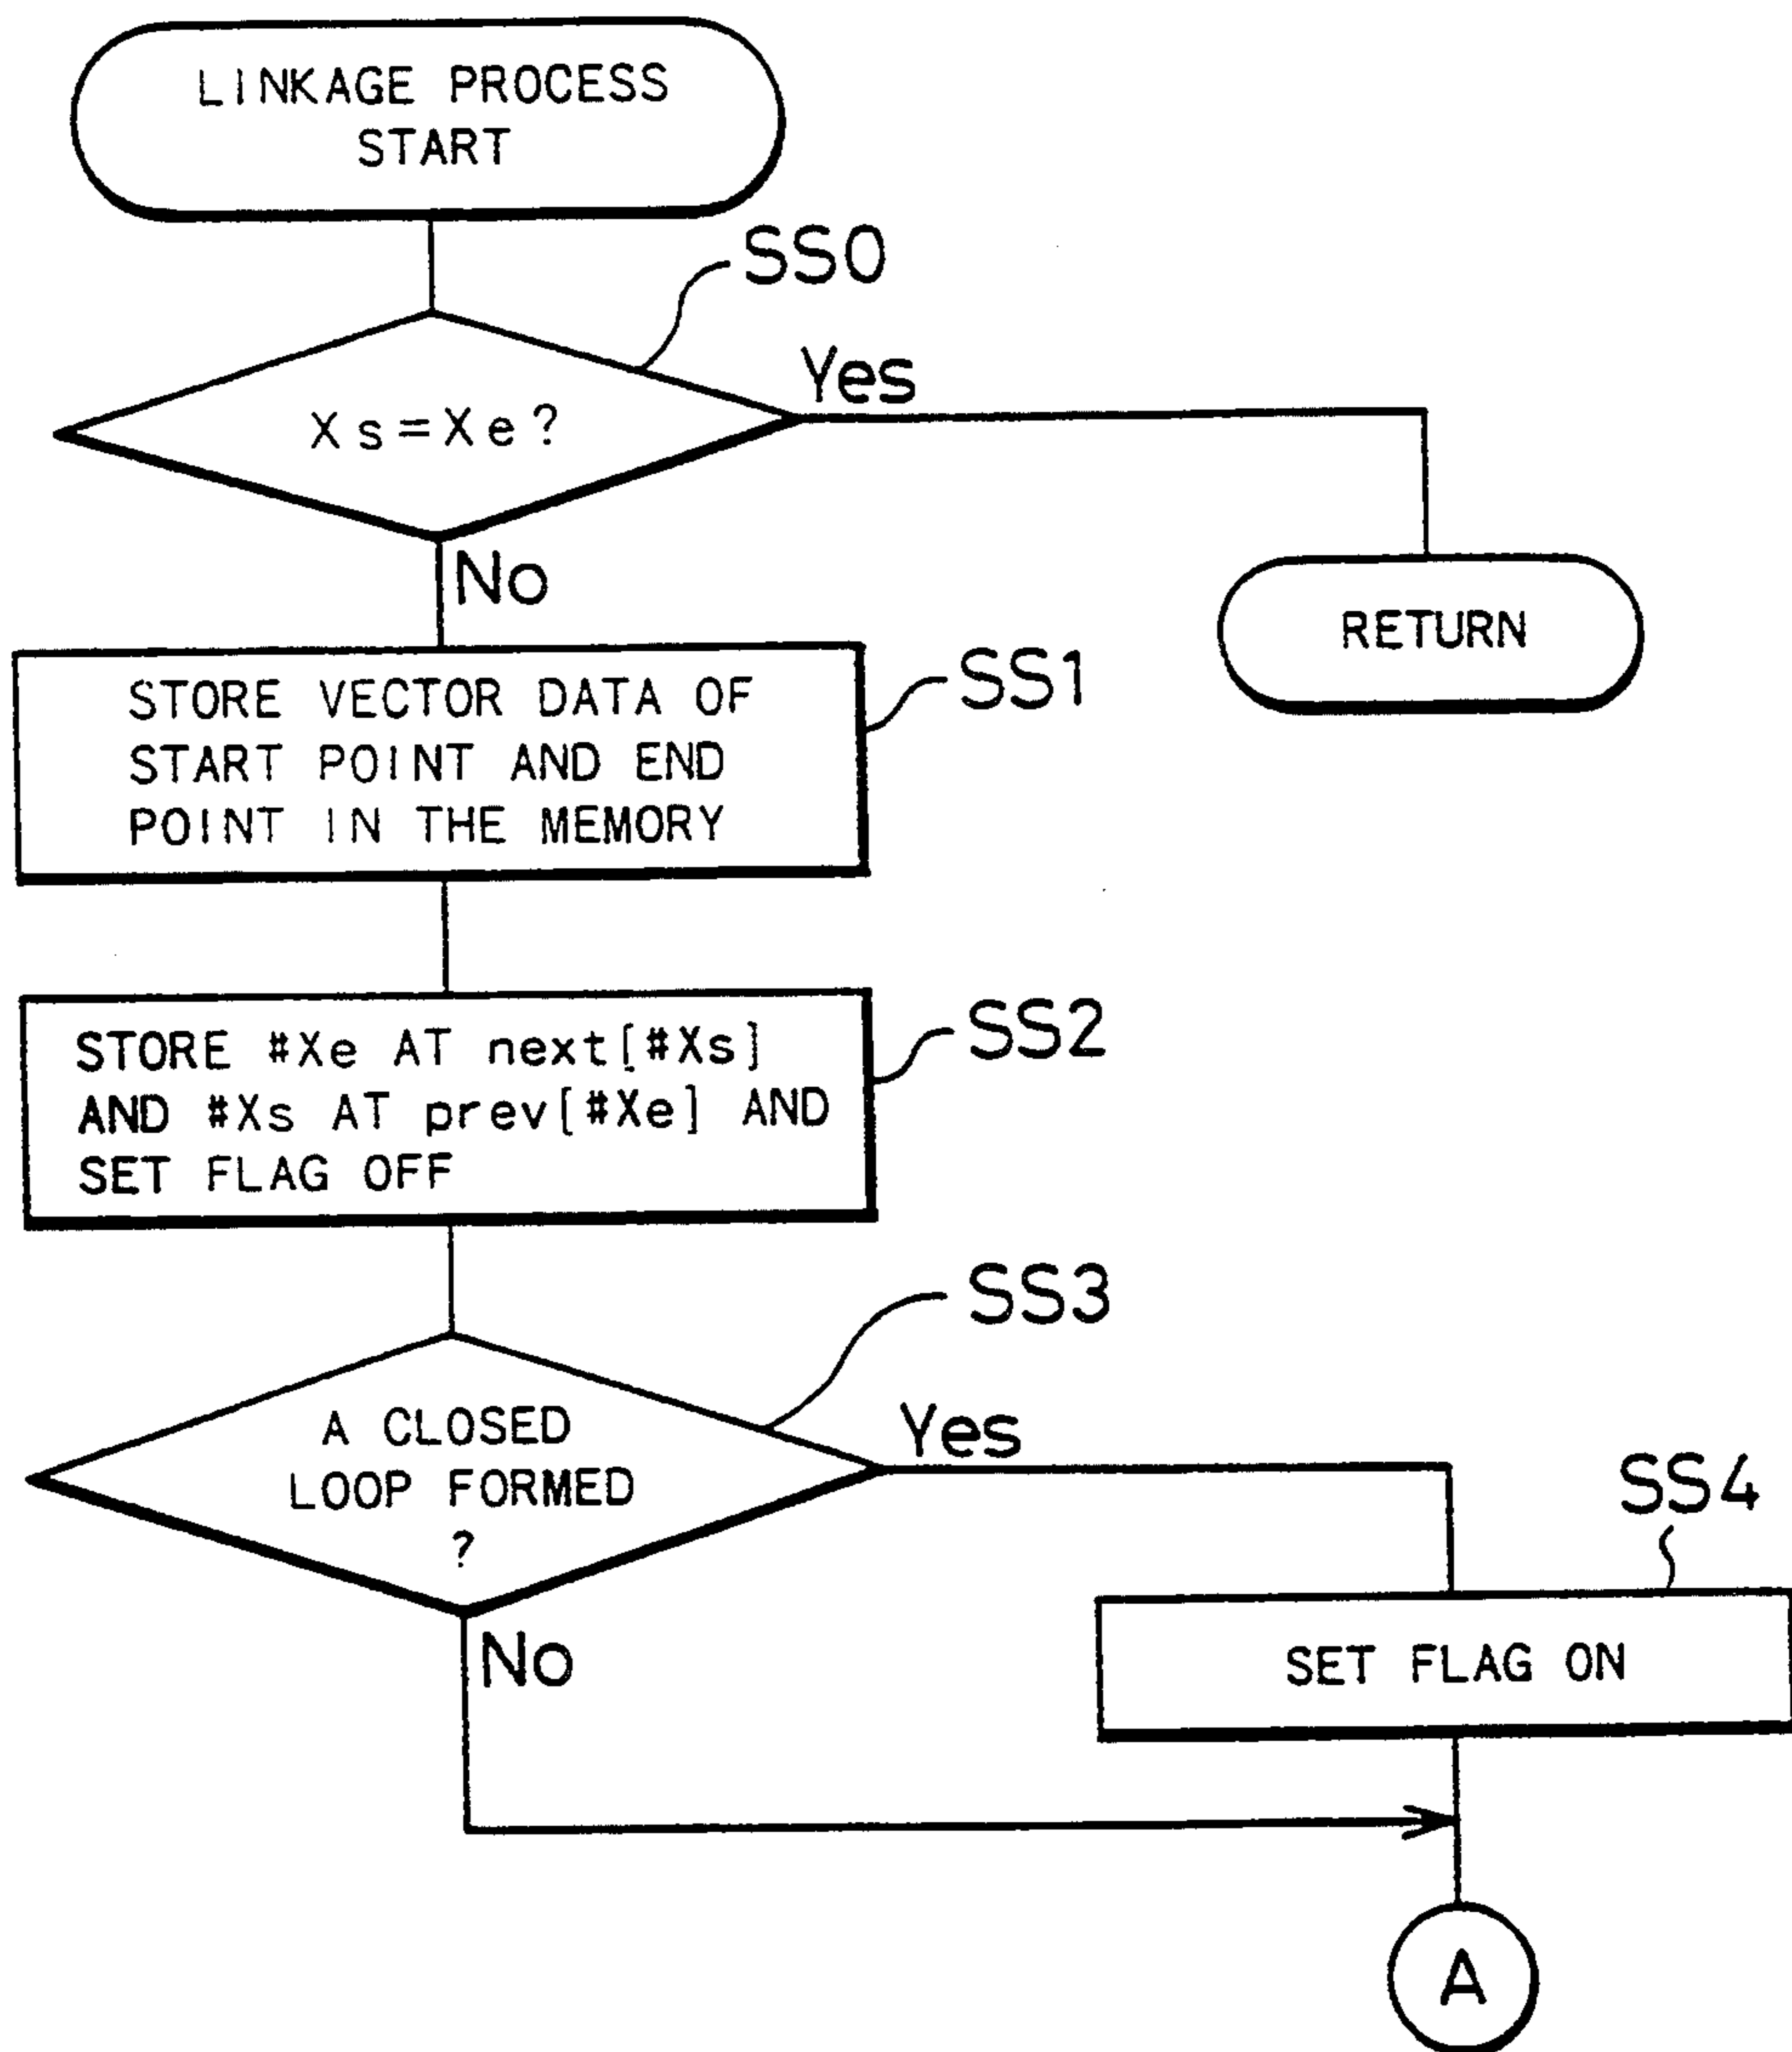 LINKAGE PROCESS
START
SS0
Yes
Xs=Xe?
No
RETURN
STORE VECTOR DATA OF
START POINT AND END
POINT IN THE MEMORY
SS1
STORE #Xe AT next[#Xs]
AND #Xs AT prev[#Xe] AND
SET FLAG OFF
SS2
SS3
A CLOSED
LOOP FORMED
?
Yes
No
SS4
SET FLAG ON
A